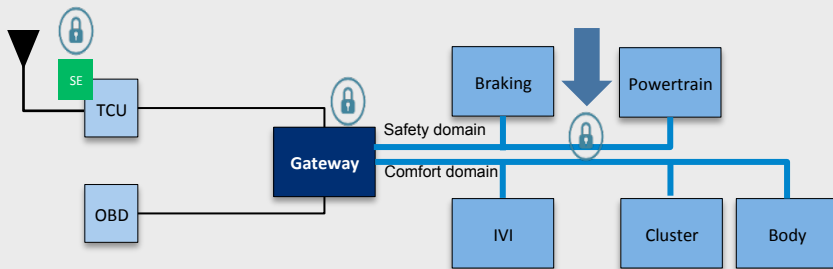 SE
TCU
OBD
Gateway
Safety domain
Comfort domain
Braking
Powertrain
IVI
Cluster
Body